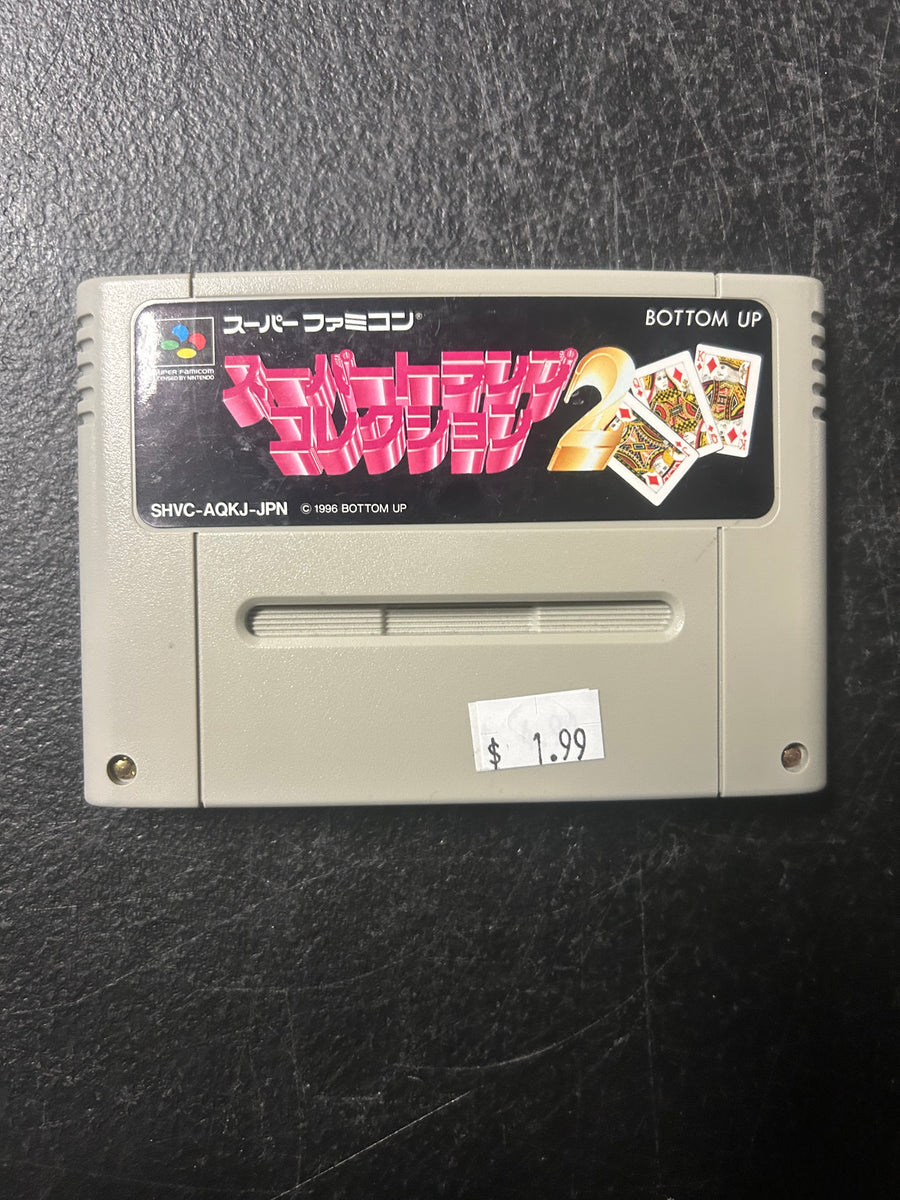 スーパーファミコン®
BOTTOM UP
SUPER FAMICOM
LICENSED BY NINTENDO
スーパートランプ
コレクション2
K
Q
SHVC-AQKJ-JPN © 1996 BOTTOM UP
$ 1.99